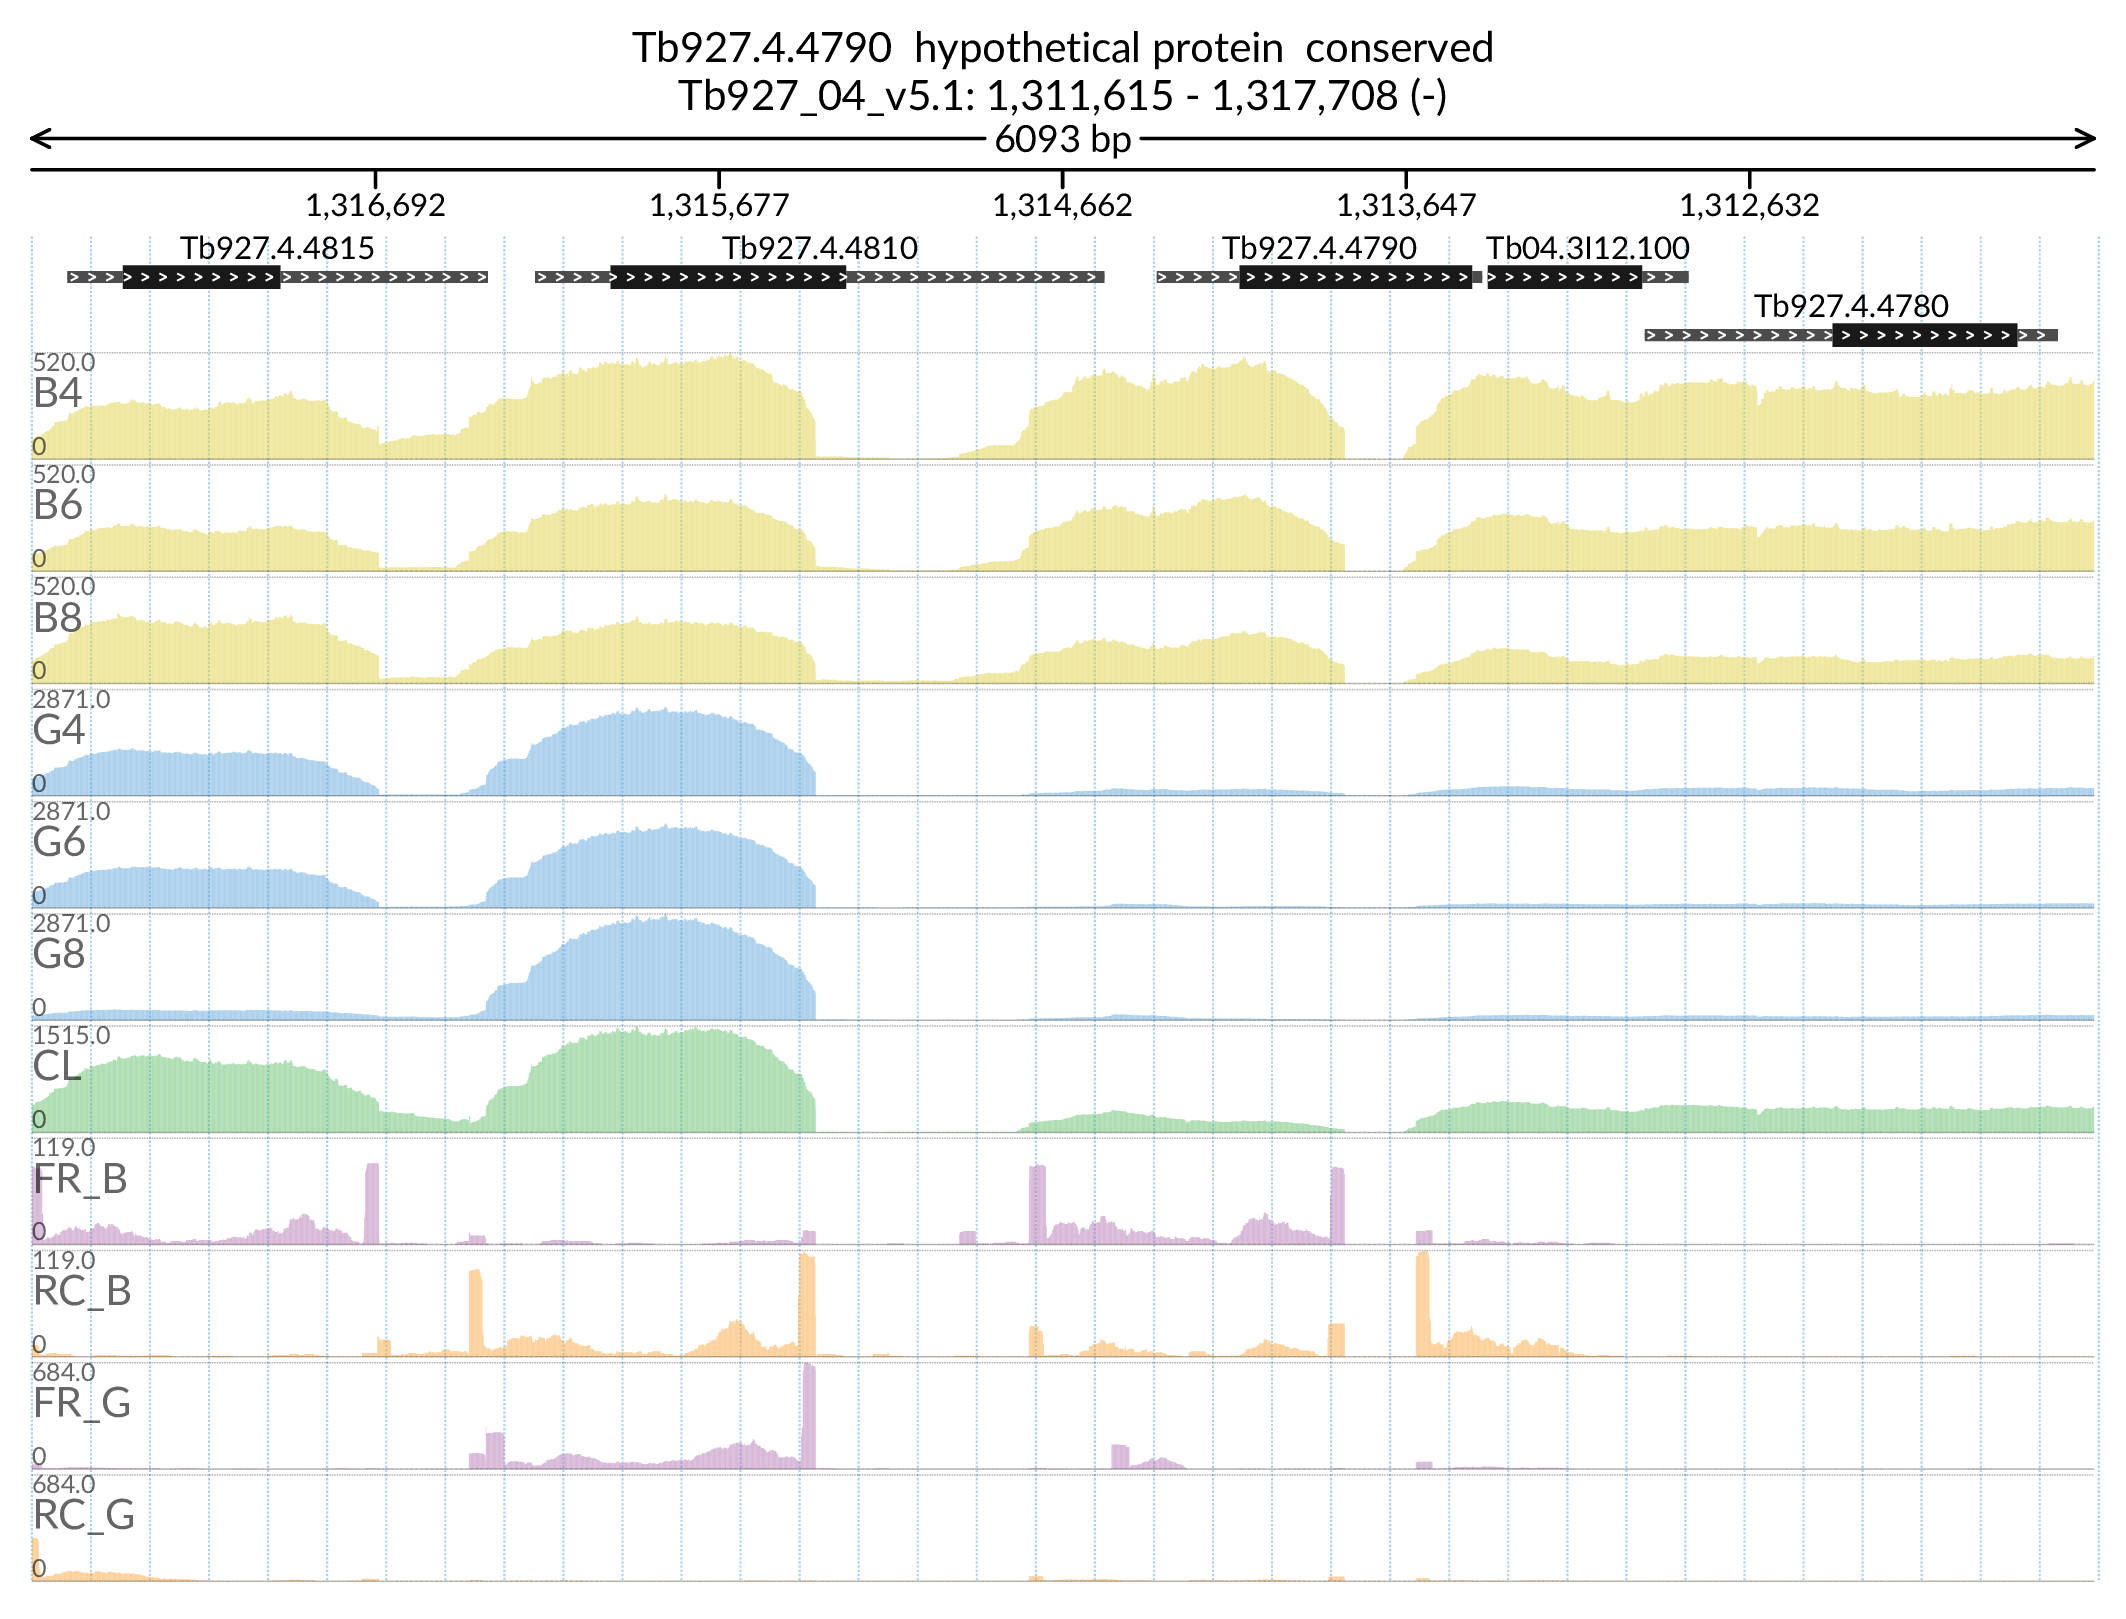 Tb927.4.4790  hypothetical protein  conserved
Tb927_04_v5.1: 1,311,615 - 1,317,708 (-)
6093 bp
1,316,692 1,315,677 1,314,662 1,313,647 1,312,632
Tb927.4.4815 Tb927.4.4810 Tb927.4.4790 Tb04.3I12.100
Tb927.4.4780
520.0
B4
0
520.0
B6
0
520.0
B8
0
2871.0
G4
0
2871.0
G6
0
2871.0
G8
0
1515.0
CL
0
119.0
FR_B
0
119.0
RC_B
0
684.0
FR_G
0
684.0
RC_G
0